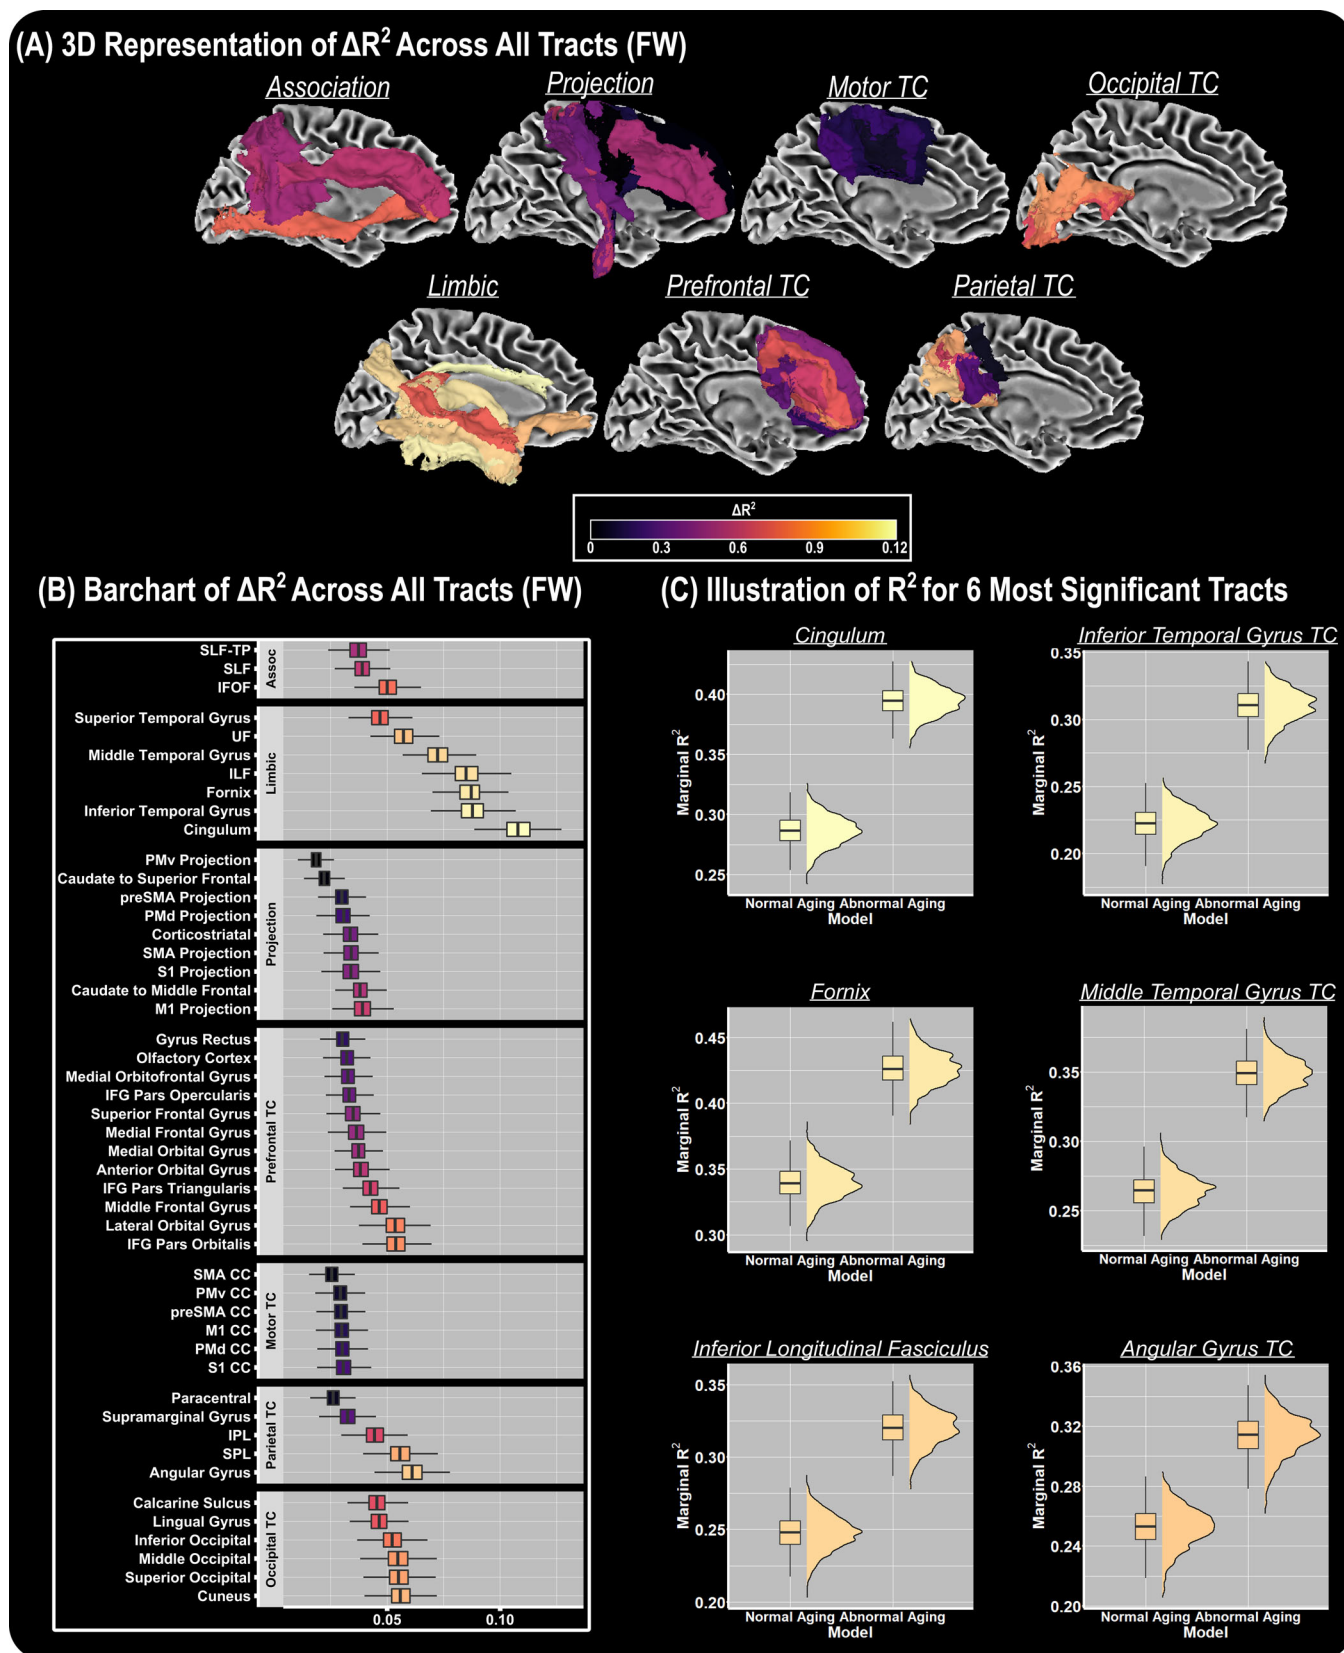 (A) 3D Representation of ΔR² Across All Tracts (FW)
Association
Projection
Motor TC
Occipital TC
Limbic
Prefrontal TC
Parietal TC
ΔR²
0 0.3 0.6 0.9 0.12
(B) Barchart of ΔR² Across All Tracts (FW)
Assoc
SLF-TP
SLF
IFOF
Limbic
Superior Temporal Gyrus
UF
Middle Temporal Gyrus
ILF
Fornix
Inferior Temporal Gyrus
Cingulum
Projection
PMv Projection
Caudate to Superior Frontal
preSMA Projection
PMd Projection
Corticostriatal
SMA Projection
S1 Projection
Caudate to Middle Frontal
M1 Projection
Prefrontal TC
Gyrus Rectus
Olfactory Cortex
Medial Orbitofrontal Gyrus
IFG Pars Opercularis
Superior Frontal Gyrus
Medial Frontal Gyrus
Medial Orbital Gyrus
Anterior Orbital Gyrus
IFG Pars Triangularis
Middle Frontal Gyrus
Lateral Orbital Gyrus
IFG Pars Orbitalis
Motor TC
SMA CC
PMv CC
preSMA CC
M1 CC
PMd CC
S1 CC
Parietal TC
Paracentral
Supramarginal Gyrus
IPL
SPL
Angular Gyrus
Occipital TC
Calcarine Sulcus
Lingual Gyrus
Inferior Occipital
Middle Occipital
Superior Occipital
Cuneus
0.05 0.10
(C) Illustration of R² for 6 Most Significant Tracts
Cingulum
Marginal R²
0.40
0.35
0.30
0.25
Normal Aging Abnormal Aging
Model
Inferior Temporal Gyrus TC
Marginal R²
0.35
0.30
0.25
0.20
Normal Aging Abnormal Aging
Model
Fornix
Marginal R²
0.45
0.40
0.35
0.30
Normal Aging Abnormal Aging
Model
Middle Temporal Gyrus TC
Marginal R²
0.35
0.30
0.25
Normal Aging Abnormal Aging
Model
Inferior Longitudinal Fasciculus
Marginal R²
0.35
0.30
0.25
0.20
Normal Aging Abnormal Aging
Model
Angular Gyrus TC
Marginal R²
0.36
0.32
0.28
0.24
0.20
Normal Aging Abnormal Aging
Model